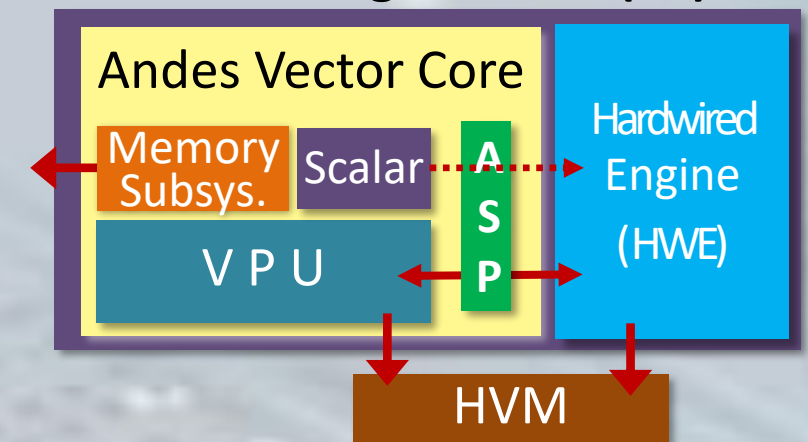 Andes Vector Core
Memory
Subsys.
Scalar
A
S
P
V P U
Hardwired
Engine
(HWE)
HVM